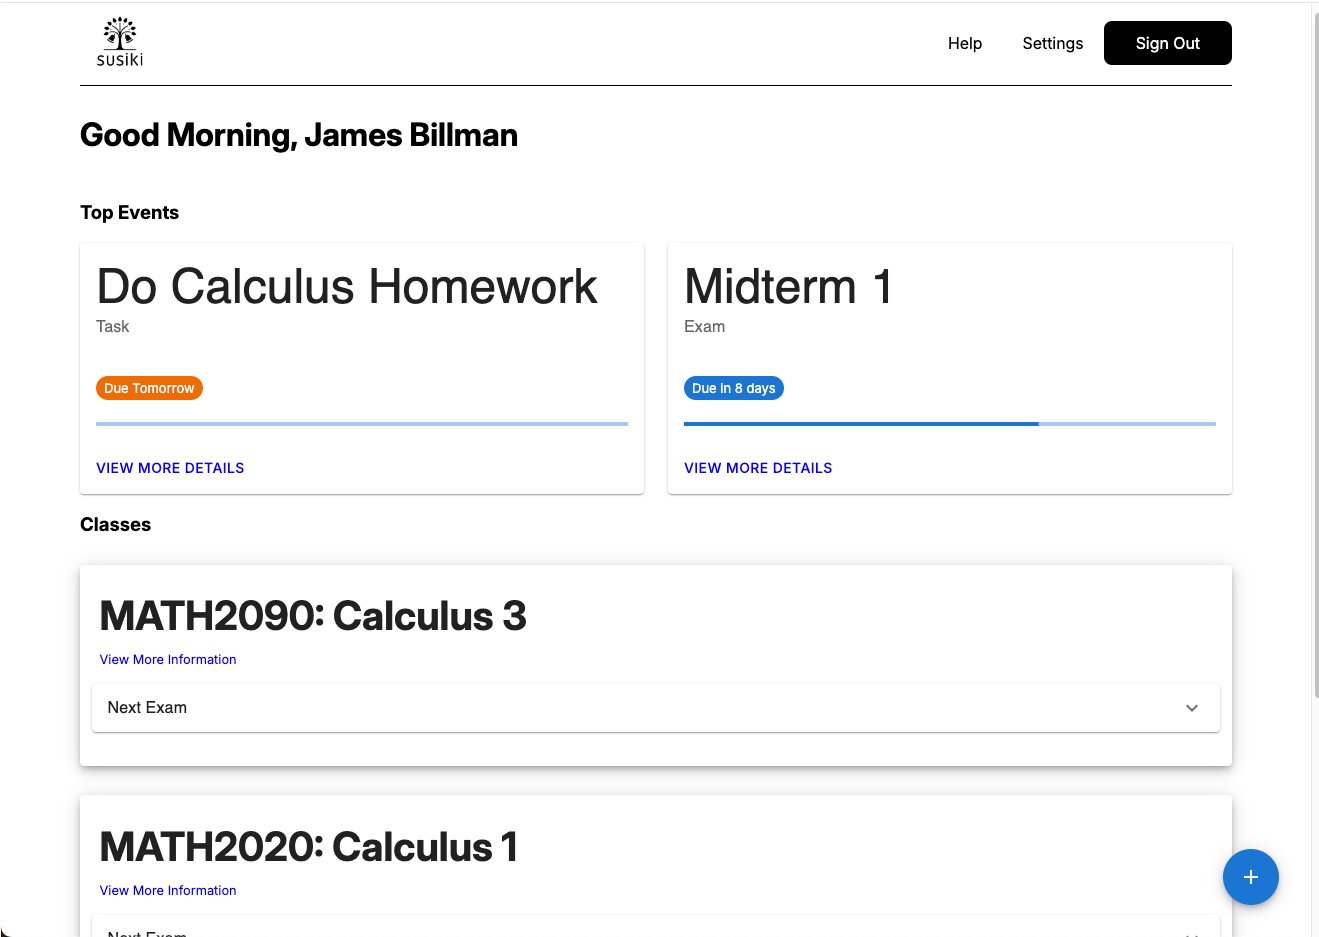 susiki
Help
Settings
Sign Out
Good Morning, James Billman
Top Events
Do Calculus Homework
Task
Due Tomorrow
VIEW MORE DETAILS
Midterm 1
Exam
Due in 8 days
VIEW MORE DETAILS
Classes
MATH2090: Calculus 3
View More Information
Next Exam
MATH2020: Calculus 1
View More Information
Next Exam